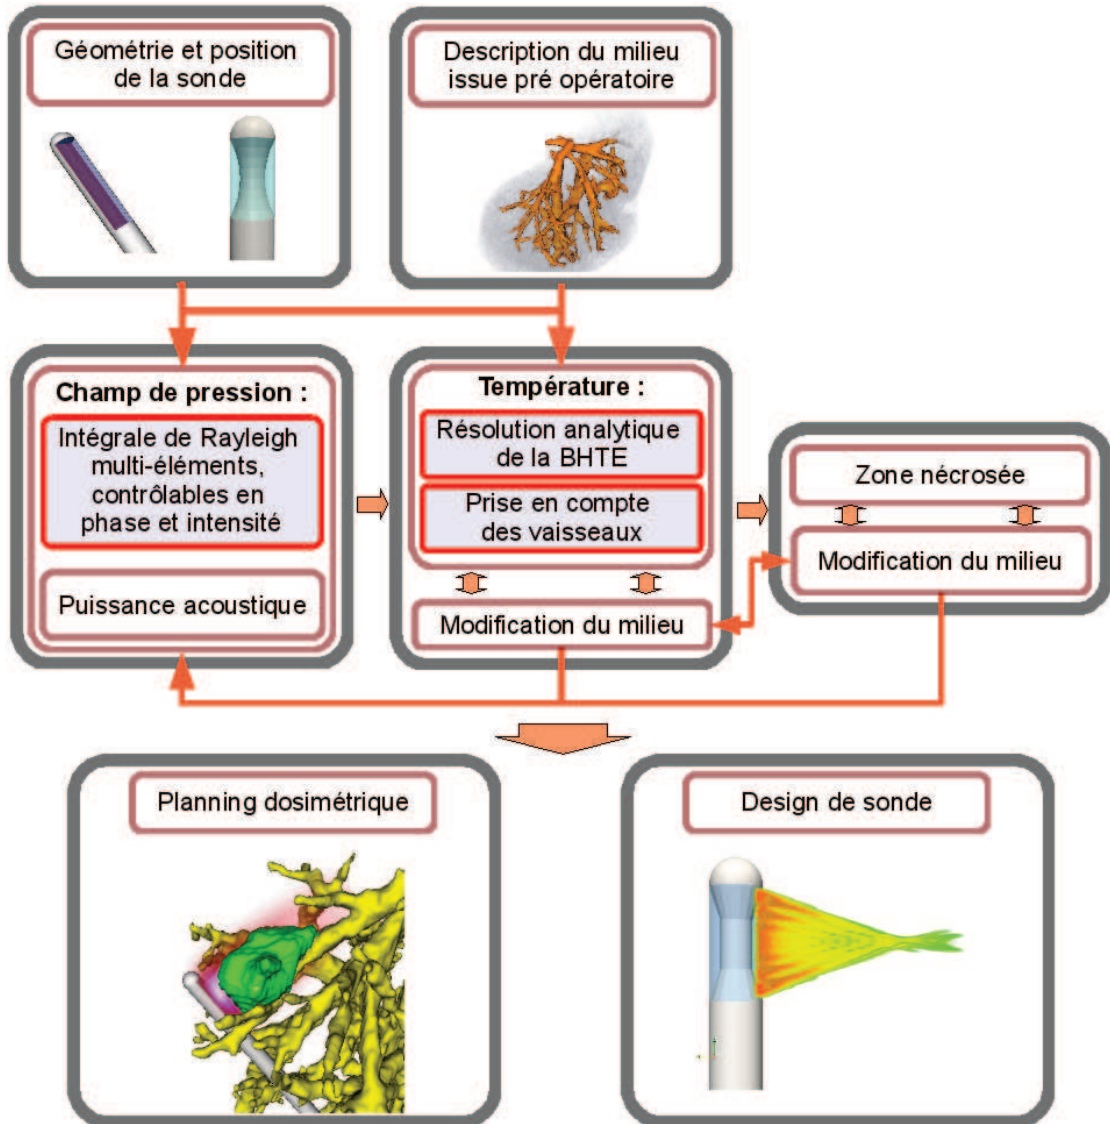 Géométrie et position
de la sonde
Description du milieu
issue pré opératoire
Champ de pression :
Intégrale de Rayleigh
multi-éléments,
contrôlables en
phase et intensité
Puissance acoustique
Température :
Résolution analytique
de la BHTE
Prise en compte
des vaisseaux
Modification du milieu
Zone nécrosée
Modification du milieu
Planning dosimétrique
Design de sonde